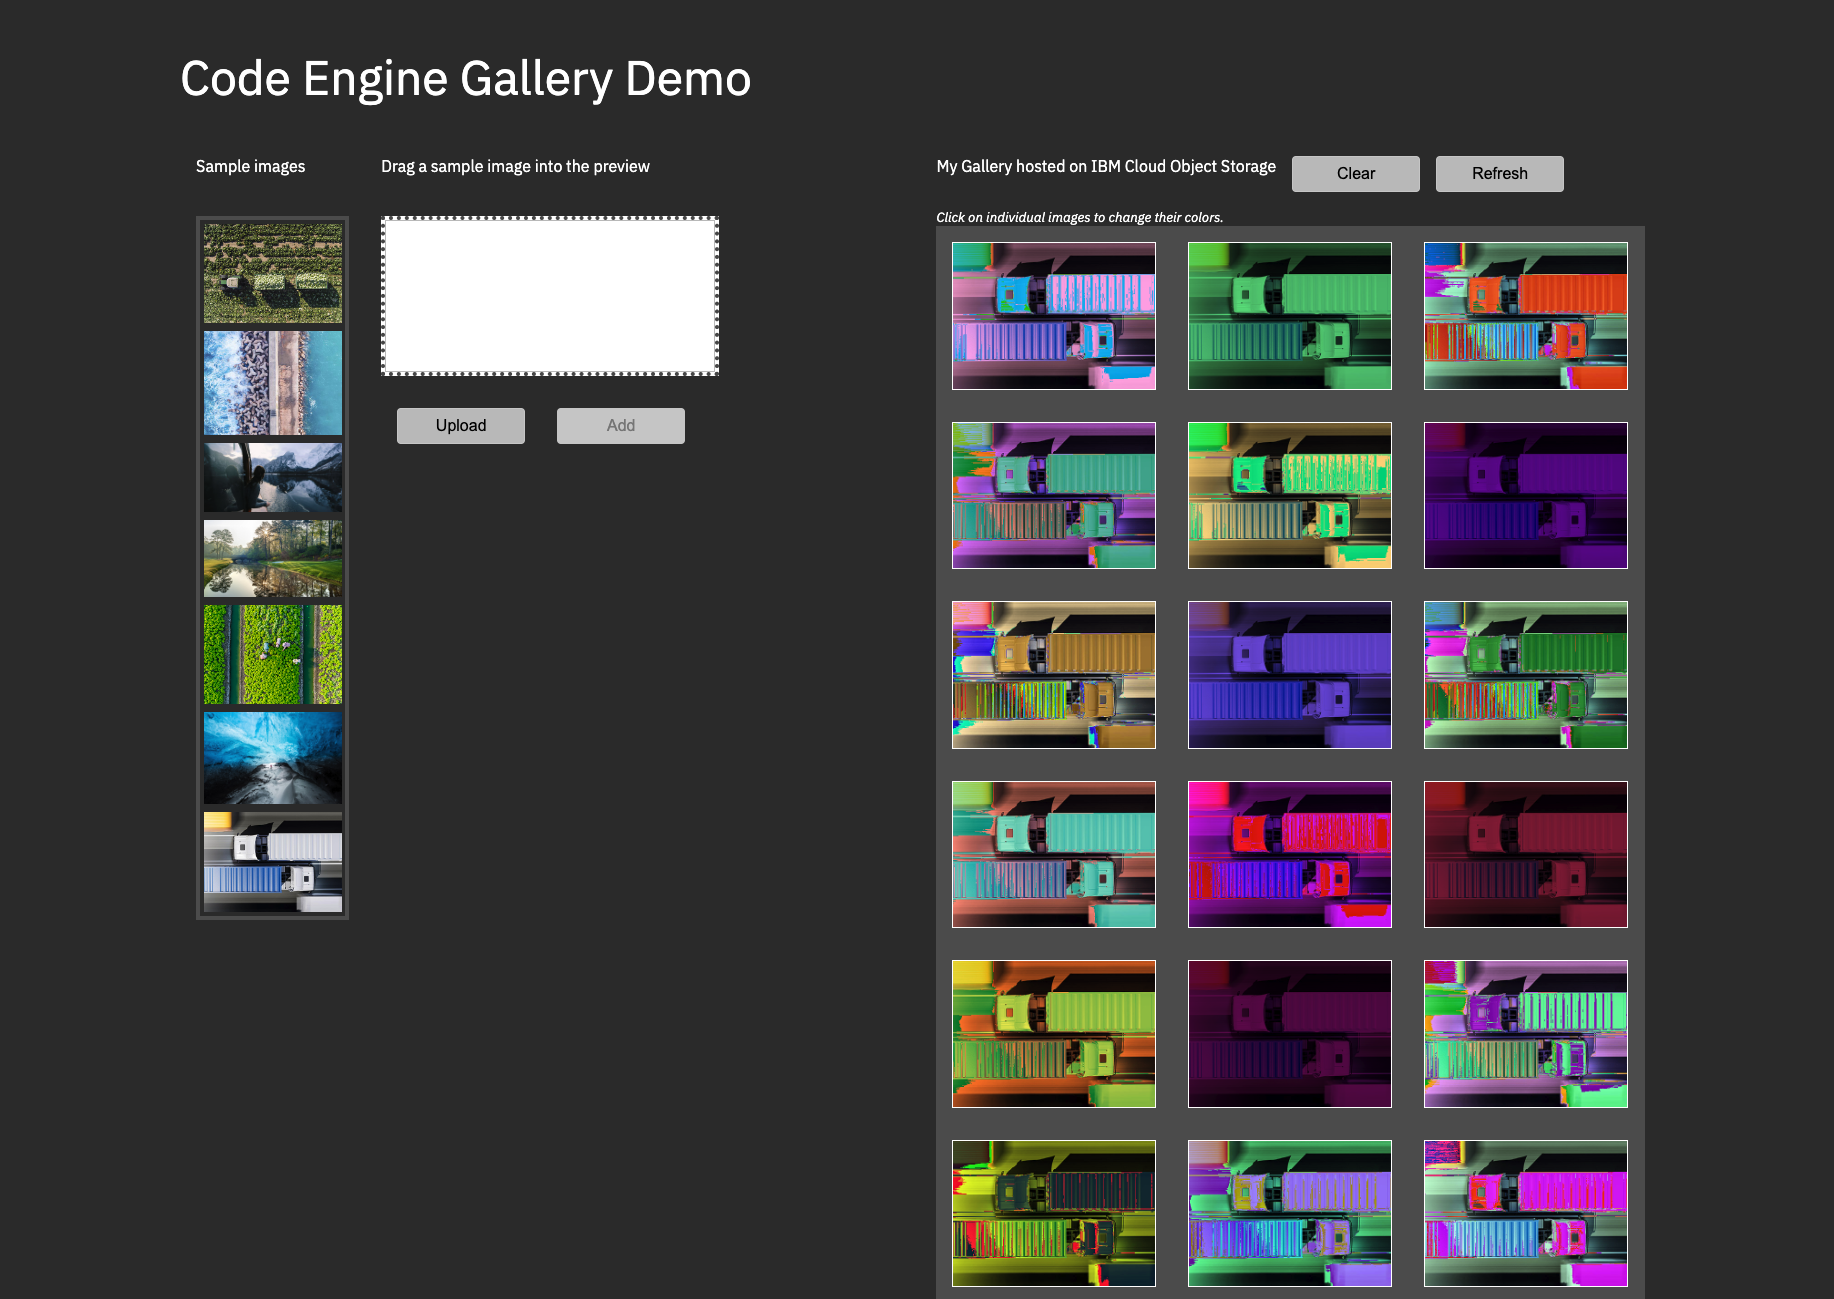 Code Engine Gallery Demo
Sample images
Drag a sample image into the preview
Upload
Add
My Gallery hosted on IBM Cloud Object Storage
Clear
Refresh
Click on individual images to change their colors.